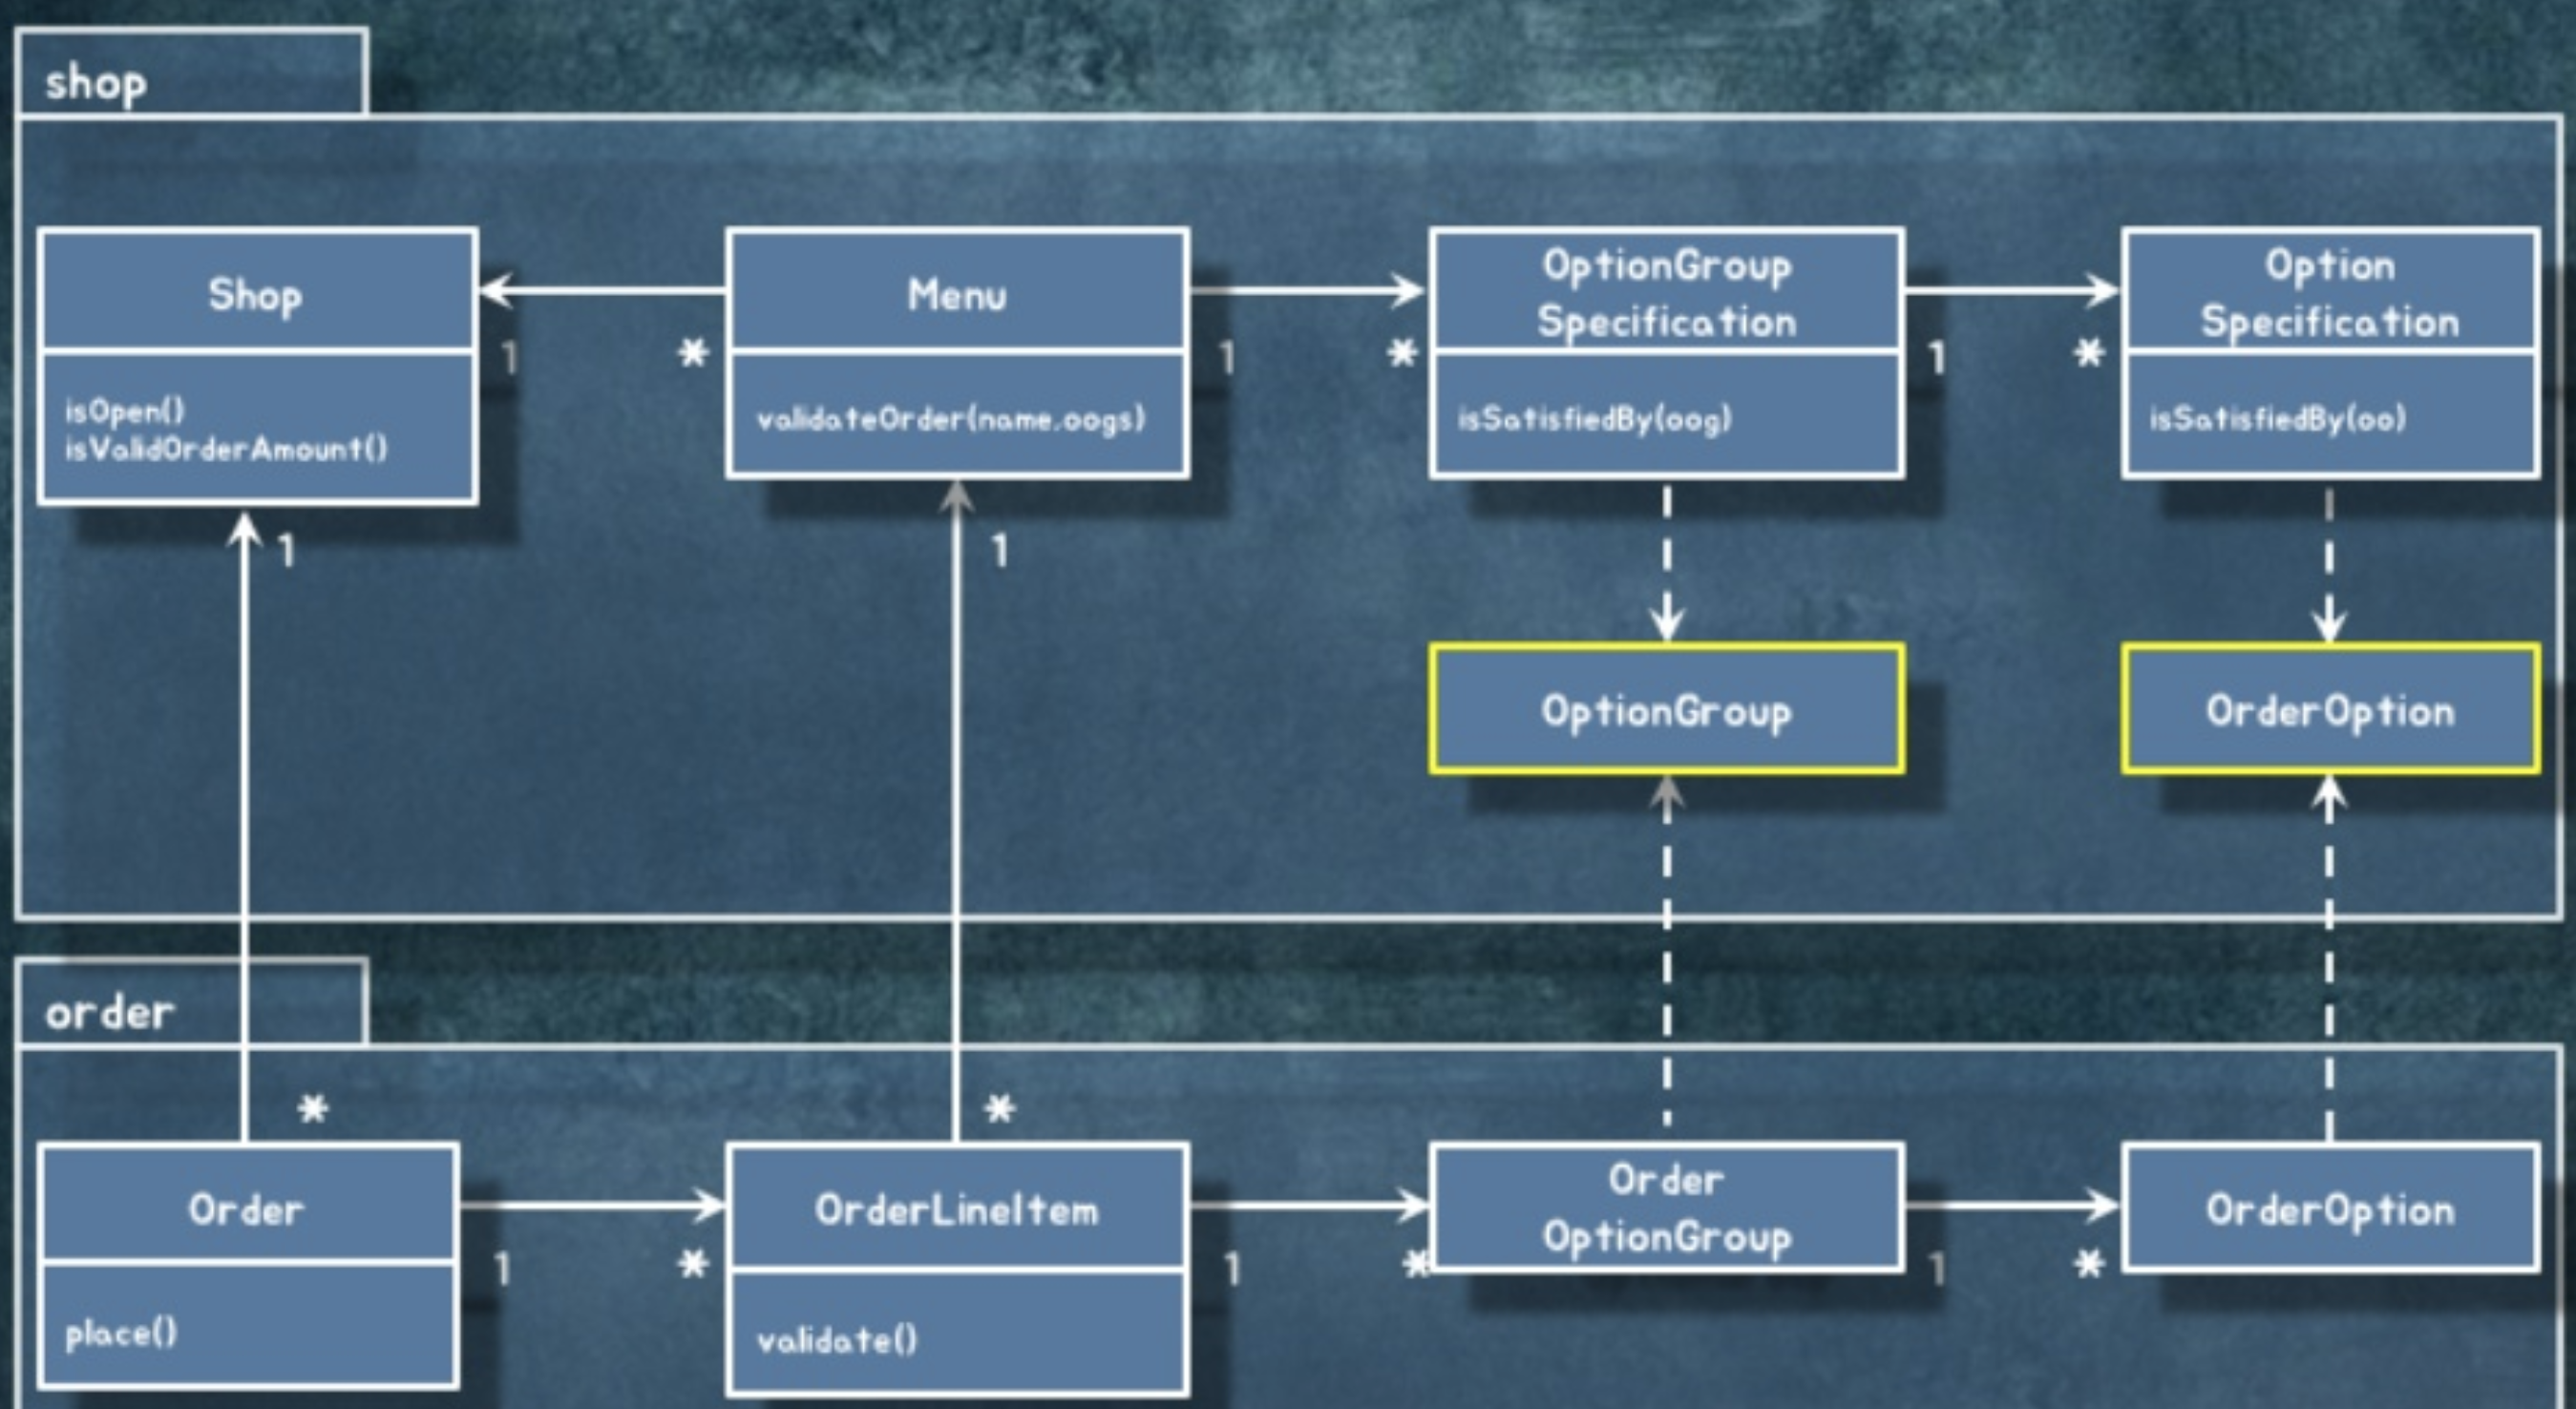 shop
Shop
Menu
OptionGroup
Specification
Option
Specification
1
*
1
*
1
*
isOpen()
isValidOrderAmount()
validateOrder(name.oogs)
isSatisfiedBy(oog)
isSatisfiedBy(oo)
1
1
OptionGroup
OrderOption
order
*
*
Order
OrderLineItem
Order
OptionGroup
OrderOption
1
*
1
*
1
*
place()
validate()